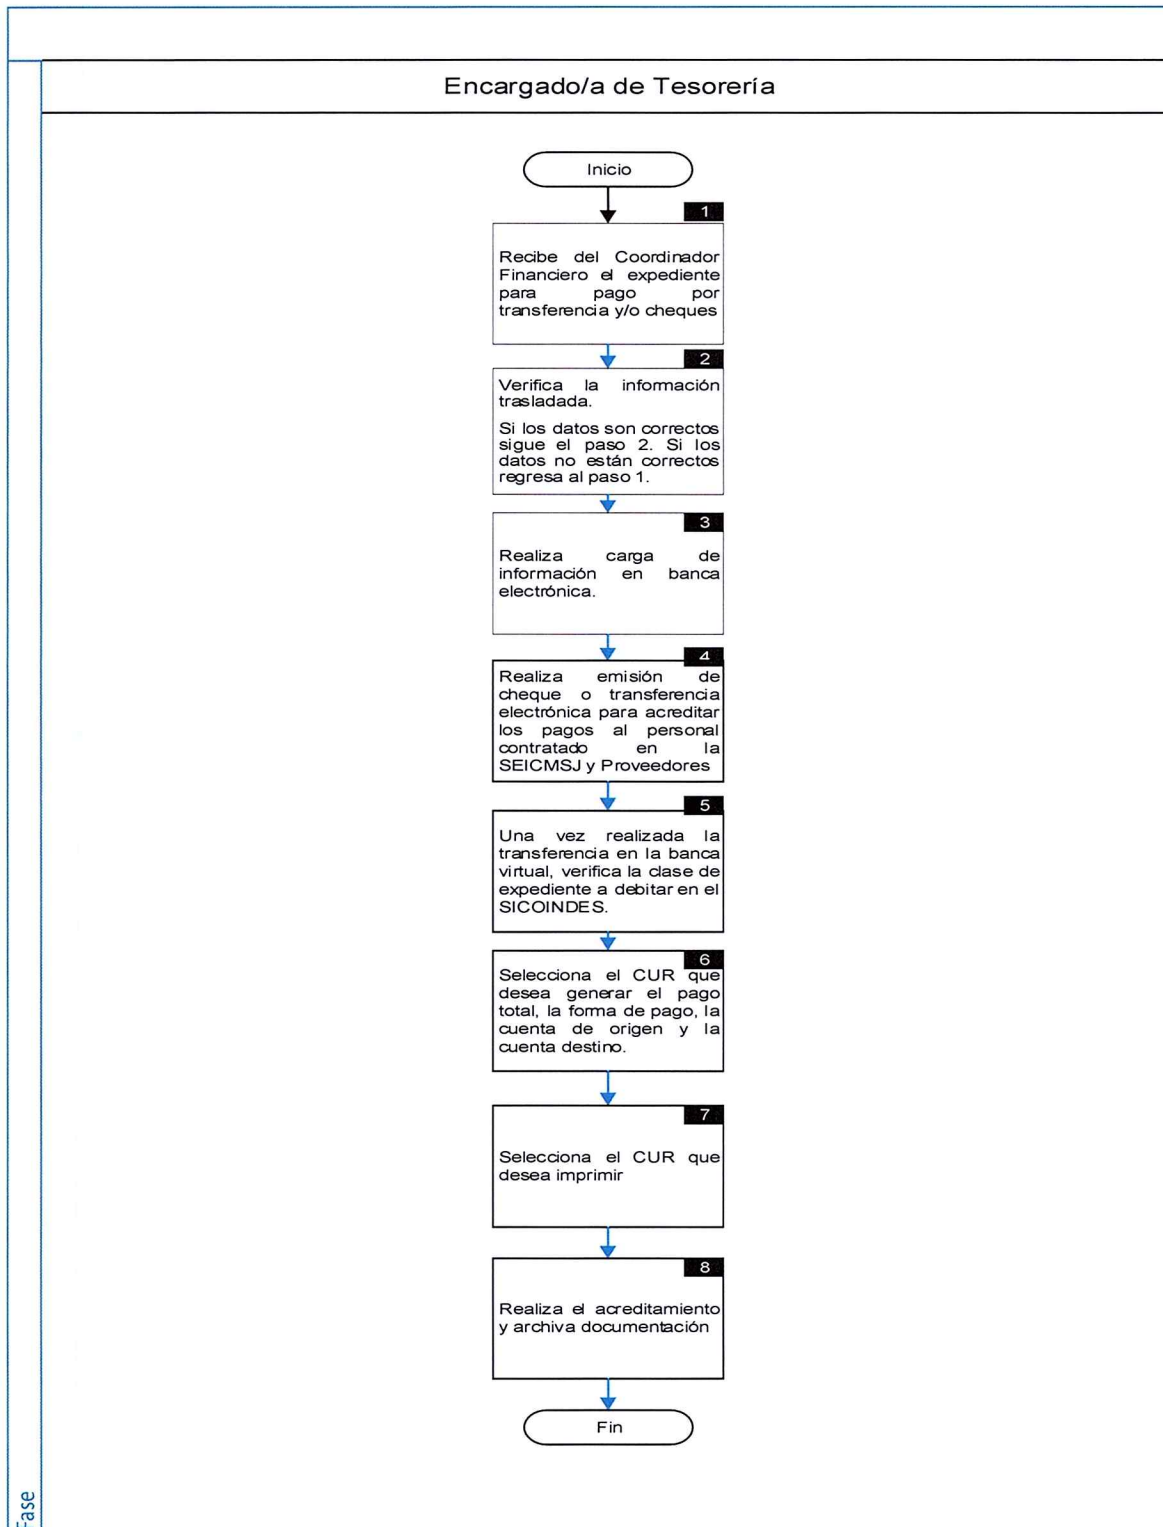 Encargado/a de Tesorería
Inicio
1
Recibe del Coordinador
Financiero el expediente
para pago por
transferencia y/o cheques
2
Verifica la información
trasladada.
Si los datos son correctos
sigue el paso 2. Si los
datos no están correctos
regresa al paso 1.
3
Realiza carga de
información en banca
electrónica.
4
Realiza emisión de
cheque o transferencia
electrónica para acreditar
los pagos al personal
contratado en la
SEICMSJ y Proveedores
5
Una vez realizada la
transferencia en la banca
virtual, verifica la clase de
expediente a debitar en el
SICOINDES.
6
Selecciona el CUR que
desea generar el pago
total, la forma de pago, la
cuenta de origen y la
cuenta destino.
7
Selecciona el CUR que
desea imprimir
8
Realiza el acreditamiento
y archiva documentación
Fin
Fase